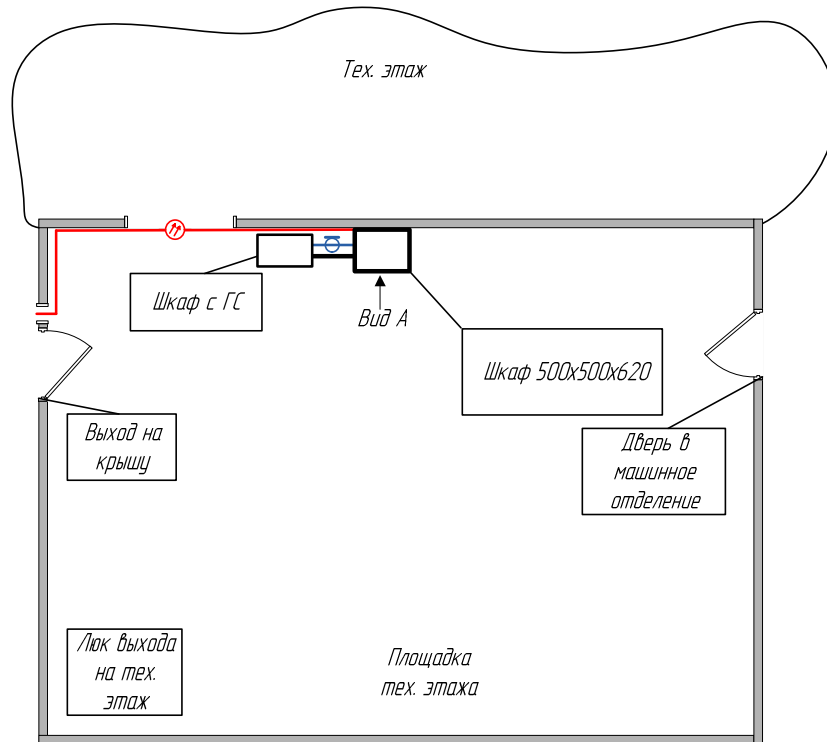 Тех. этаж
Шкаф с ГС
Вид А
Шкаф 500х500х620
Выход на
крышу
Дверь в
машинное
отделение
Люк выхода
на тех.
этаж
Площадка
тех. этажа